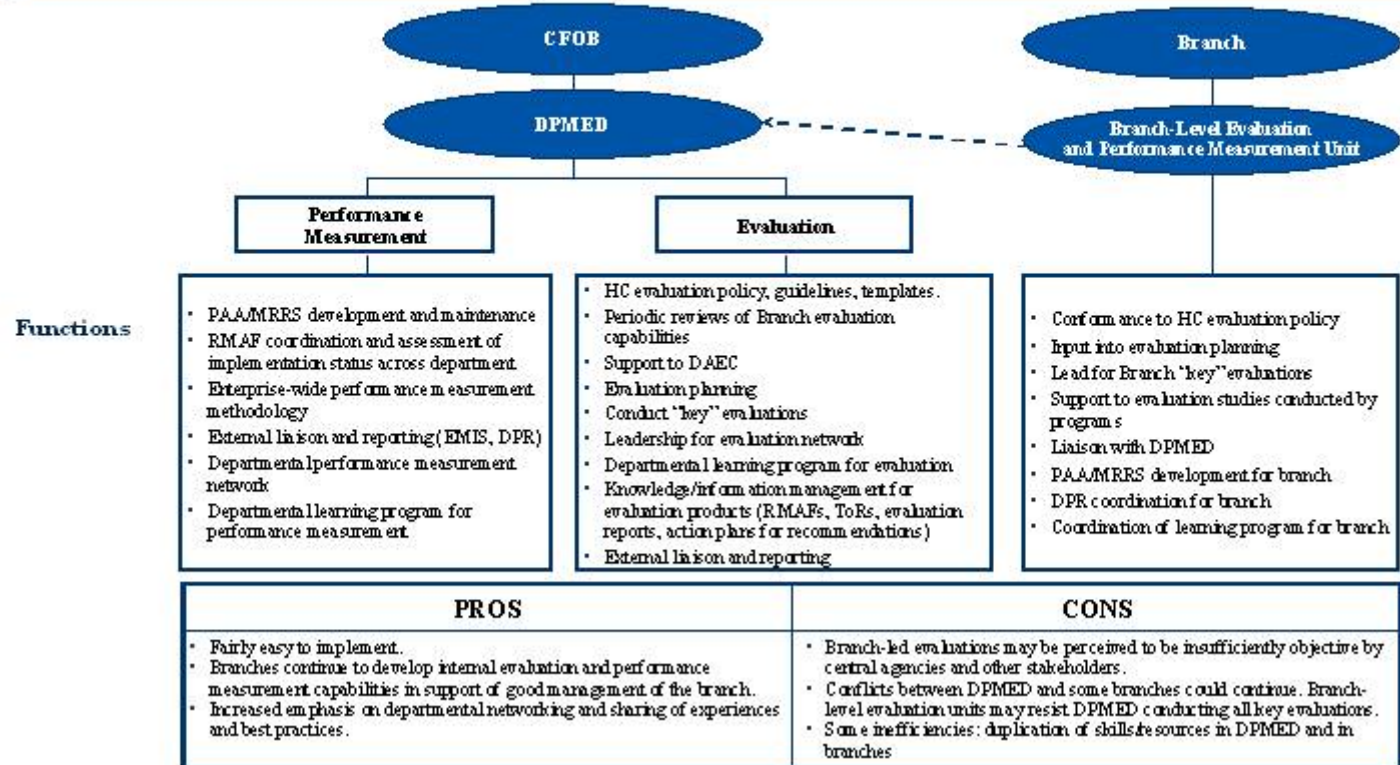 CFOB
Branch
DPMED
Branch-Level Evaluation
and Performance Measurement Unit
Performance
Measurement
Evaluation
Functions
· PAA/MRRS development and maintenance
· RMAF coordination and assessment of
implementation status across department
· Enterprise-wide performance measurement
methodology
· External liaison and reporting (EMIS, DPR)
· Departmental performance measurement
network
· Departmental learning program for
performance measurement
· HC evaluation policy, guidelines, templates.
· Periodic reviews of Branch evaluation
capabilities
· Support to DAEC
· Evaluation planning
· Conduct “key” evaluations
· Leadership for evaluation network
· Departmental learning program for evaluation
· Knowledge/information management for
evaluation products (RMAFs, ToRs, evaluation
reports, action plans for recommendations)
· External liaison and reporting
· Conformance to HC evaluation policy
· Input into evaluation planning
· Lead for Branch “key” evaluations
· Support to evaluation studies conducted by
programs
· Liaison with DPMED
· PAA/MRRS development for branch
· DPR coordination for branch
· Coordination of learning program for branch
PROS
· Fairly easy to implement..
· Branches continue to develop internal evaluation and performance
measurement capabilities in support of good management of the branch.
· Increased emphasis on departmental networking and sharing of experiences
and best practices.
CONS
· Branch-led evaluations may be perceived to be insufficiently objective by
central agencies and other stakeholders.
· Conflicts between DPMED and some branches could continue. Branch-
level evaluation units may resist DPMED conducting all key evaluations.
· Some inefficiencies: duplication of skills/resources in DPMED and in
branches